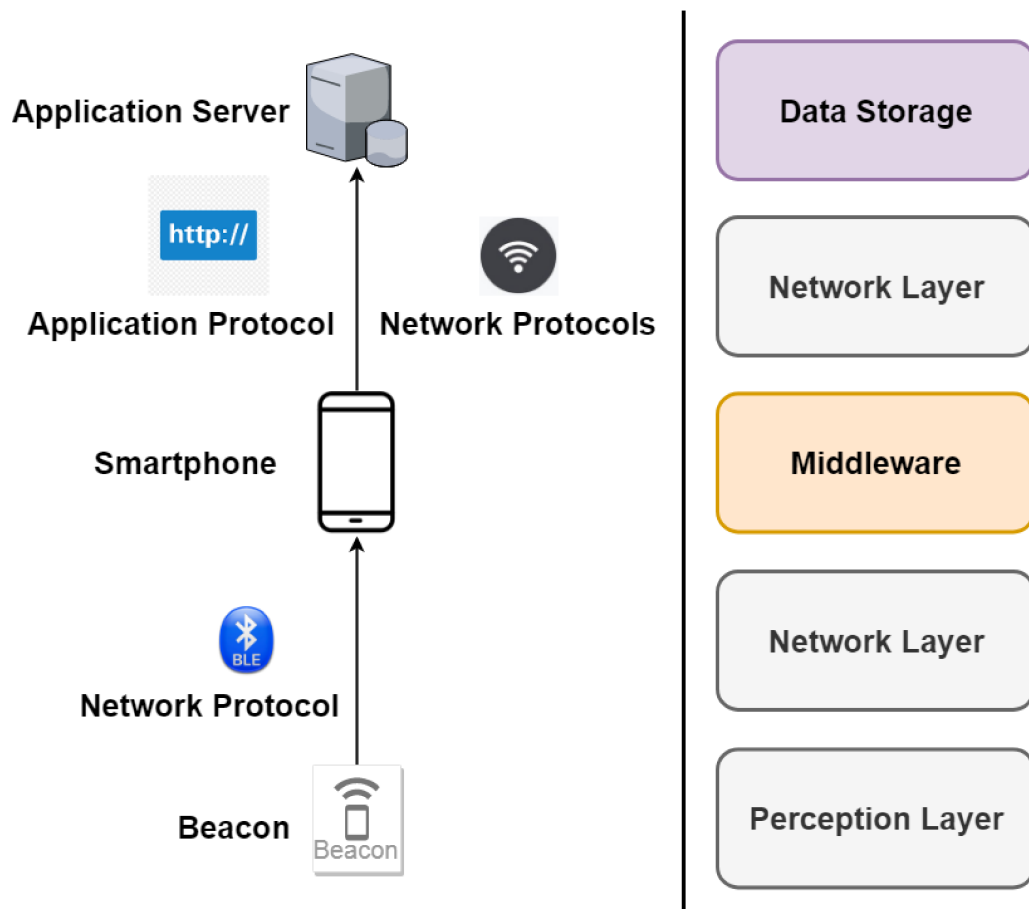 Application Server
Data Storage
http://
Application Protocol
Network Protocols
Network Layer
Smartphone
Middleware
BLE
Network Protocol
Network Layer
Beacon
Beacon
Perception Layer